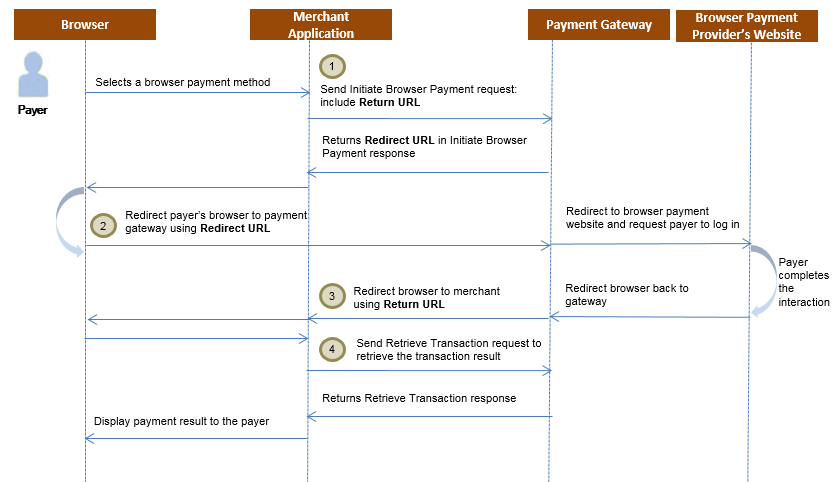 Browser
Merchant
Application
Payment Gateway
Browser Payment
Provider's Website
Payer
Selects a browser payment method
1
Send Initiate Browser Payment request:
include Return URL
Returns Redirect URL in Initiate Browser
Payment response
2
Redirect payer's browser to payment
gateway using Redirect URL
Redirect to browser payment
website and request payer to log in
Payer
completes
the
interaction
3
Redirect browser to merchant
using Return URL
Redirect browser back to
gateway
4
Send Retrieve Transaction request to
retrieve the transaction result
Returns Retrieve Transaction response
Display payment result to the payer